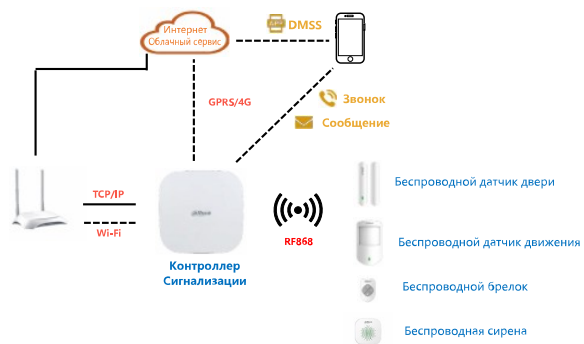 Интернет
Облачный сервис
DMSS
GPRS/4G
Звонок
Сообщение
TCP/IP
Wi-Fi
alhua
Контроллер
Сигнализации
RF868
Беспроводной датчик двери
Беспроводной датчик движения
Беспроводной брелок
Беспроводная сирена